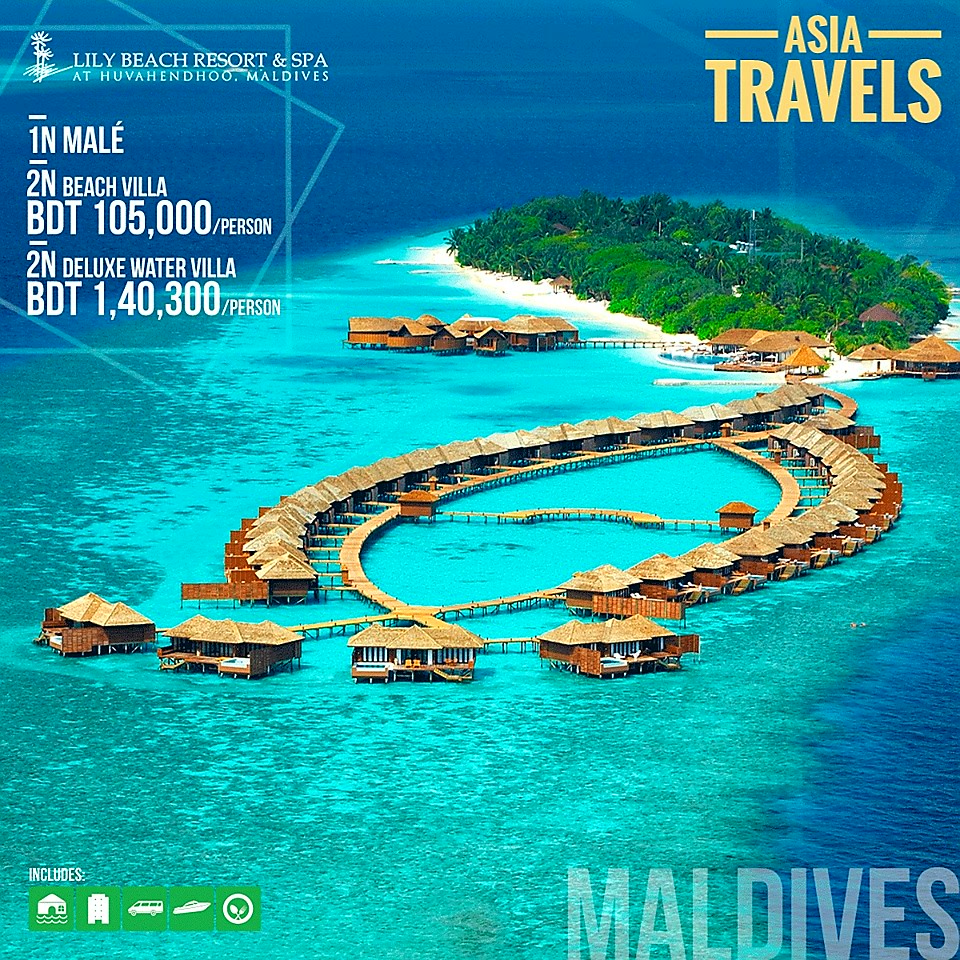 LILY BEACH RESORT & SPA
AT HUVAHENDHOO, MALDIVES
ASIA
TRAVELS
1N MALÉ
2N BEACH VILLA
BDT 105,000/PERSON
2N DELUXE WATER VILLA
BDT 1,40,300/PERSON
INCLUDES:
MALDIVES